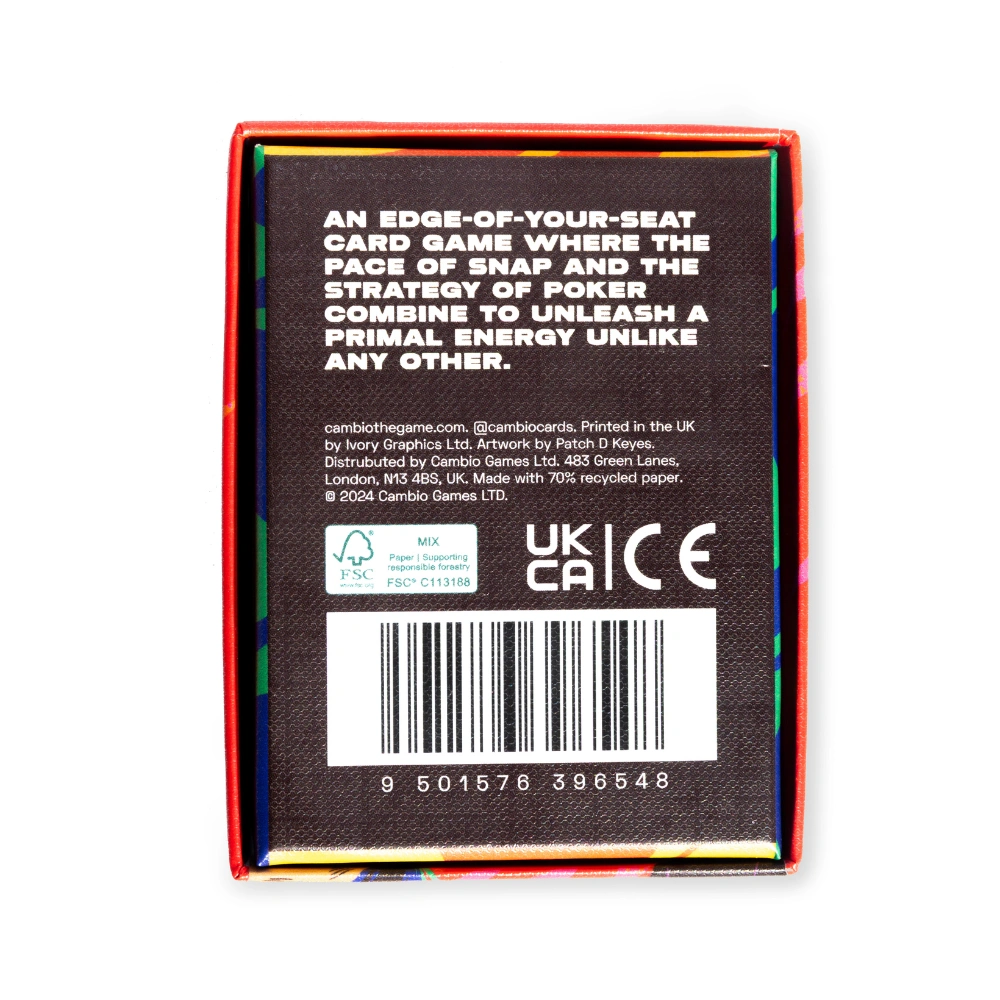 AN EDGE-OF-YOUR-SEAT
CARD GAME WHERE THE
PACE OF SNAP AND THE
STRATEGY OF POKER
COMBINE TO UNLEASH A
PRIMAL ENERGY UNLIKE
ANY OTHER.
cambiothegame.com. @cambiocards. Printed in the UK
by Ivory Graphics Ltd. Artwork by Patch D Keyes.
Distrubuted by Cambio Games Ltd. 483 Green Lanes,
London, N13 4BS, UK. Made with 70% recycled paper.
© 2024 Cambio Games LTD.
FSC
www.fsc.org
MIX
Paper | Supporting
responsible forestry
FSC® C113188
UK
CA
CE
9 501576 396548